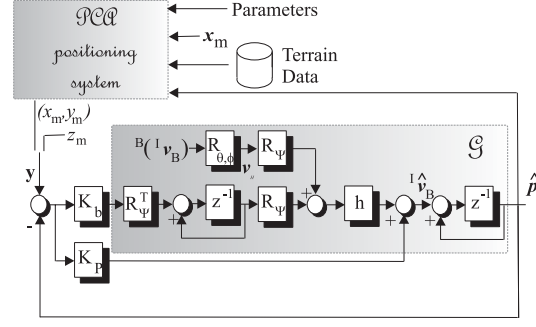 PCA
positioning
system
Parameters
x_m
Terrain
Data
(x_m, y_m)
z_m
B(I v_B)
R_θ,φ
R_Ψ
v_//
𝒢
y
K_b
R_Ψ^T
z^-1
R_Ψ
h
I v̂_B
z^-1
p̂
+
+
+
+
+
-
K_P